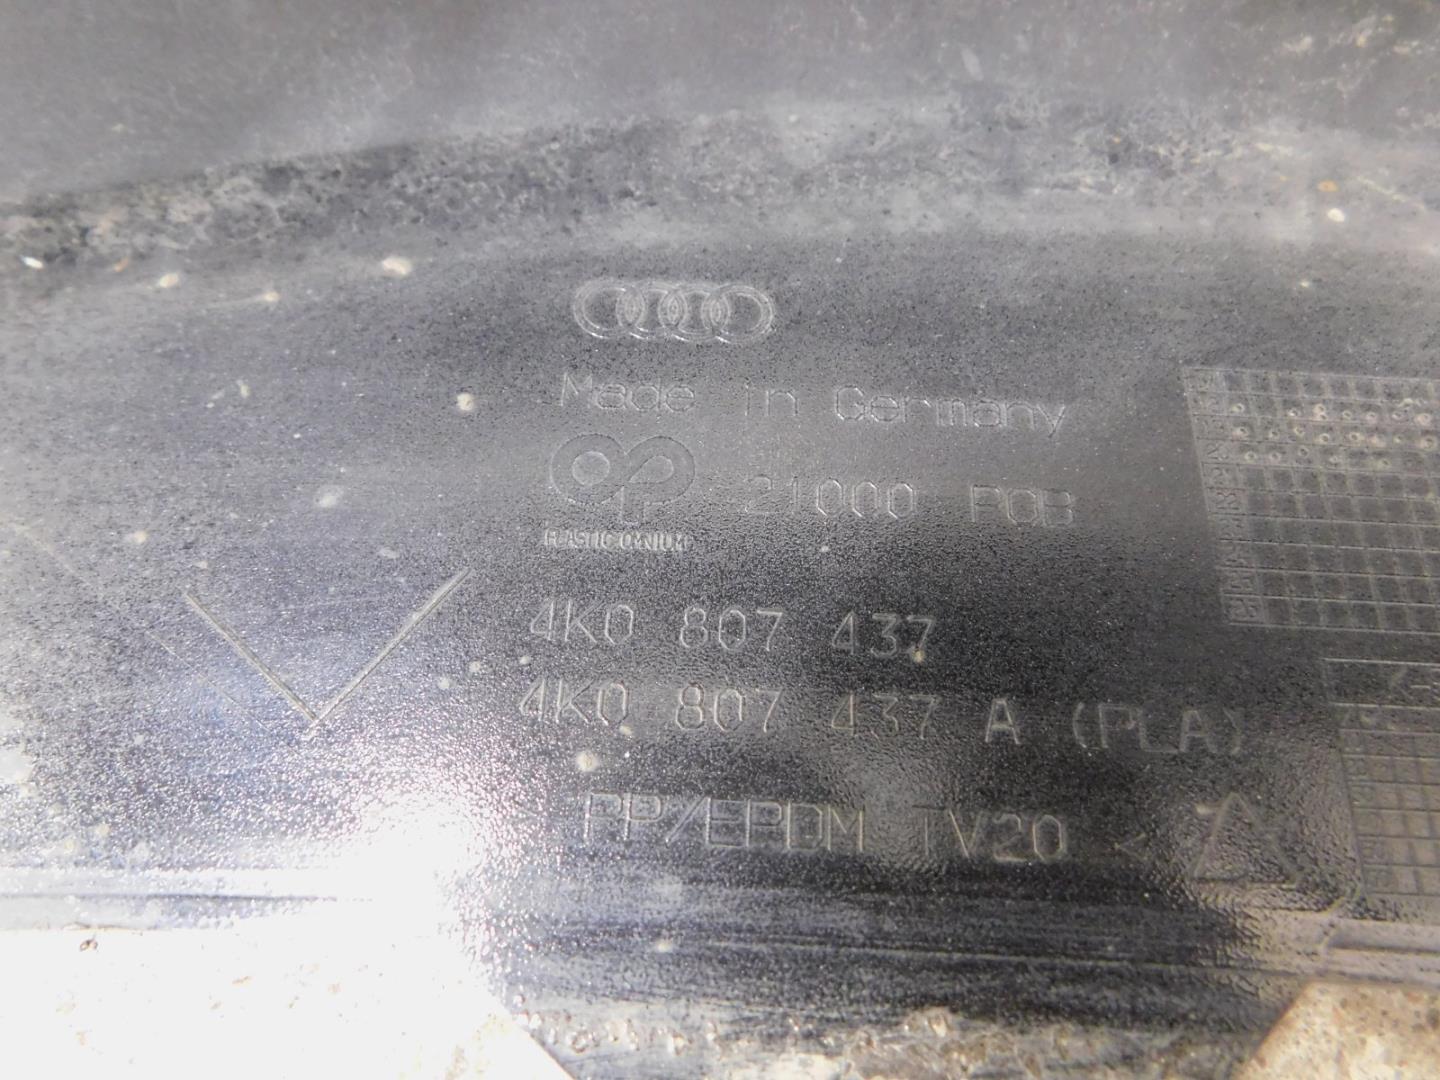 Made in Germany
21000 POB
PLASTIC OMNIUM
4K0 807 437
4K0 807 437 A (PLA)
PP/EPDM TV20 <